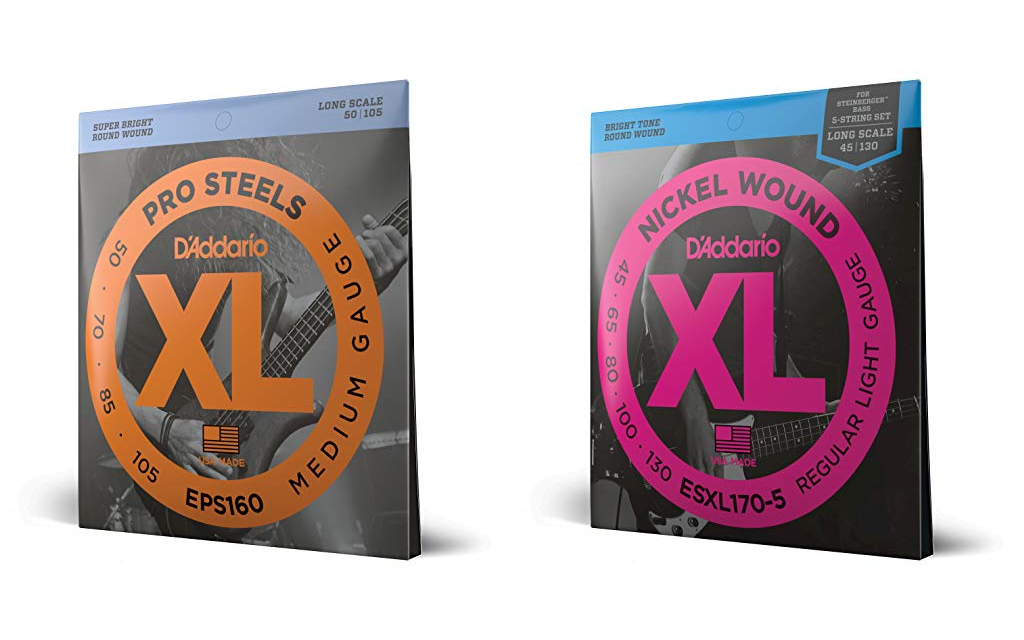 SUPER BRIGHT
ROUND WOUND
LONG SCALE
50|105
PRO STEELS
D'Addario
XL
50 · 70 · 85 · 105
MEDIUM GAUGE
USA MADE
EPS160
BRIGHT TONE
ROUND WOUND
FOR
STEINBERGER™
BASS
5-STRING SET
LONG SCALE
45|130
NICKEL WOUND
D'Addario
XL
45 · 65 · 80 · 100 · 130
REGULAR LIGHT GAUGE
USA MADE
ESXL170-5